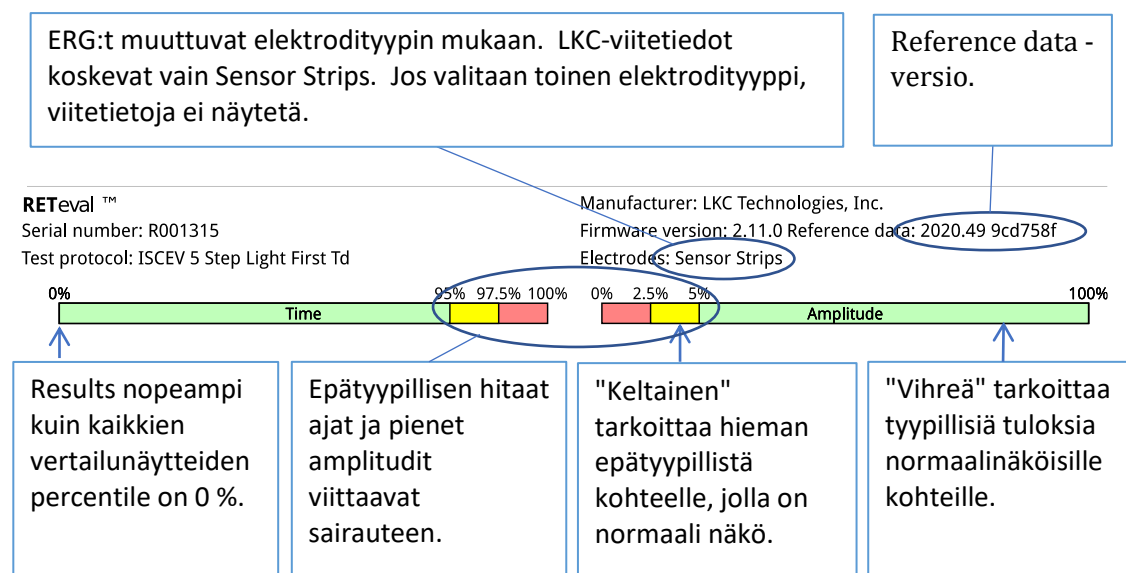 ERG:t muuttuvat elektrodityypin mukaan. LKC-viitetiedot
koskevat vain Sensor Strips. Jos valitaan toinen elektrodityyppi,
viitetietoja ei näytetä.
Reference data -
versio.
RETeval ™
Serial number: R001315
Test protocol: ISCEV 5 Step Light First Td
Manufacturer: LKC Technologies, Inc.
Firmware version: 2.11.0 Reference data: 2020.49 9cd758f
Electrodes: Sensor Strips
0% 95% 97.5% 100%
Time
0% 2.5% 5% 100%
Amplitude
Results nopeampi
kuin kaikkien
vertailunäytteiden
percentile on 0 %.
Epätyypillisen hitaat
ajat ja pienet
amplitudit
viittaavat
sairauteen.
"Keltainen"
tarkoittaa hieman
epätyypillistä
kohteelle, jolla on
normaali näkö.
"Vihreä" tarkoittaa
tyypillisiä tuloksia
normaalinäköisille
kohteille.